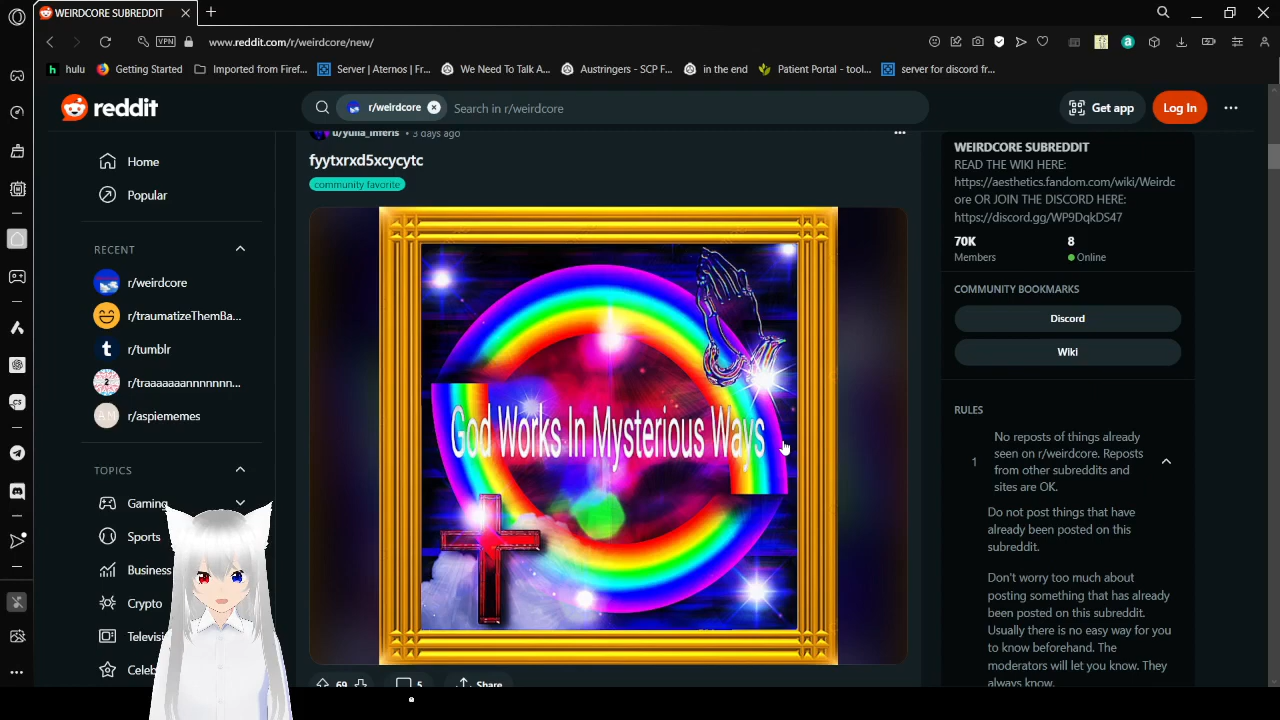 WEIRDCORE SUBREDDIT
VPN
www.reddit.com/r/weirdcore/new/
hulu
Getting Started
Imported from Firef...
Server | Aternos | Fr...
We Need To Talk A...
Austringers - SCP F...
in the end
Patient Portal - tool...
server for discord fr...
reddit
r/weirdcore
Search in r/weirdcore
Get app
Log In
Home
Popular
RECENT
r/weirdcore
r/traumatizeThemBa...
r/tumblr
r/traaaaaaannnnnnn...
r/aspiememes
TOPICS
Gaming
Sports
Business
Crypto
Televisi
Celeb
u/yulia_inferis • 3 days ago
fyytxrxd5xcycytc
community favorite
God Works In Mysterious Ways
69
5
Share
WEIRDCORE SUBREDDIT
READ THE WIKI HERE:
https://aesthetics.fandom.com/wiki/Weirdc
ore OR JOIN THE DISCORD HERE:
https://discord.gg/WP9DqkDS47
70K
Members
8
Online
COMMUNITY BOOKMARKS
Discord
Wiki
RULES
1
No reposts of things already
seen on r/weirdcore. Reposts
from other subreddits and
sites are OK.
Do not post things that have
already been posted on this
subreddit.
Don't worry too much about
posting something that has already
been posted on this subreddit.
Usually there is no easy way for you
to know beforehand. The
moderators will let you know. They
always know.